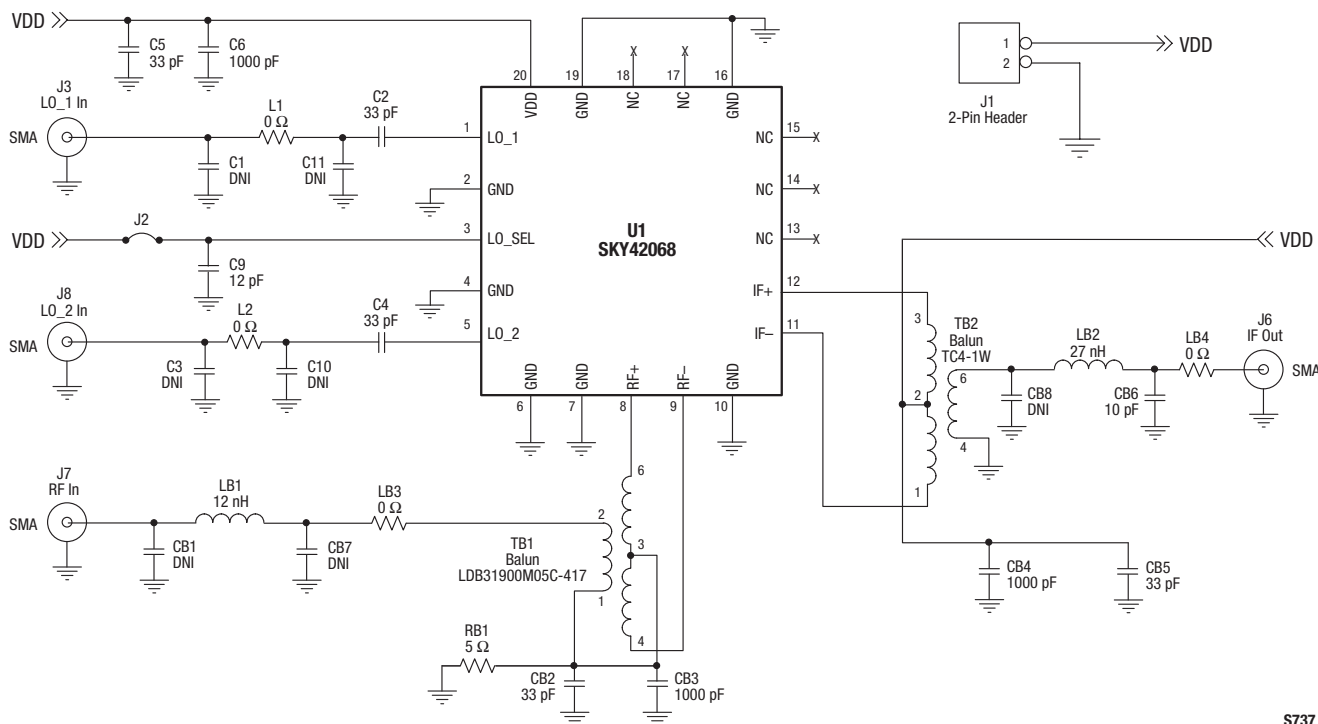 VDD
C5
33 pF
C6
1000 pF
J3
LO_1 In
SMA
L1
0 Ω
C2
33 pF
C1
DNI
C11
DNI
VDD
J2
C9
12 pF
J8
LO_2 In
SMA
L2
0 Ω
C4
33 pF
C3
DNI
C10
DNI
20
19
18
17
16
VDD
GND
NC
NC
GND
X
X
1
LO_1
2
GND
3
LO_SEL
4
GND
5
LO_2
U1
SKY42068
NC
15
X
NC
14
X
NC
13
X
IF+
12
IF–
11
GND
GND
RF+
RF–
GND
6
7
8
9
10
1
2
VDD
J1
2-Pin Header
VDD
3
2
1
TB2
Balun
TC4-1W
6
4
LB2
27 nH
CB8
DNI
CB6
10 pF
LB4
0 Ω
J6
IF Out
SMA
CB4
1000 pF
CB5
33 pF
J7
RF In
SMA
LB1
12 nH
CB1
DNI
CB7
DNI
LB3
0 Ω
2
1
6
3
4
TB1
Balun
LDB31900M05C-417
RB1
5 Ω
CB2
33 pF
CB3
1000 pF
S737